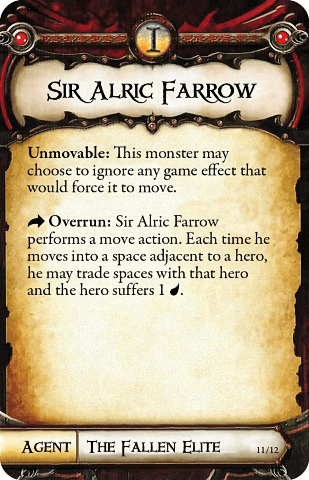 I
Sir Alric Farrow
Unmovable: This monster may
choose to ignore any game effect that
would force it to move.
Overrun: Sir Alric Farrow
performs a move action. Each time he
moves into a space adjacent to a hero,
he may trade spaces with that hero
and the hero suffers 1 .
Agent The Fallen Elite 11/12